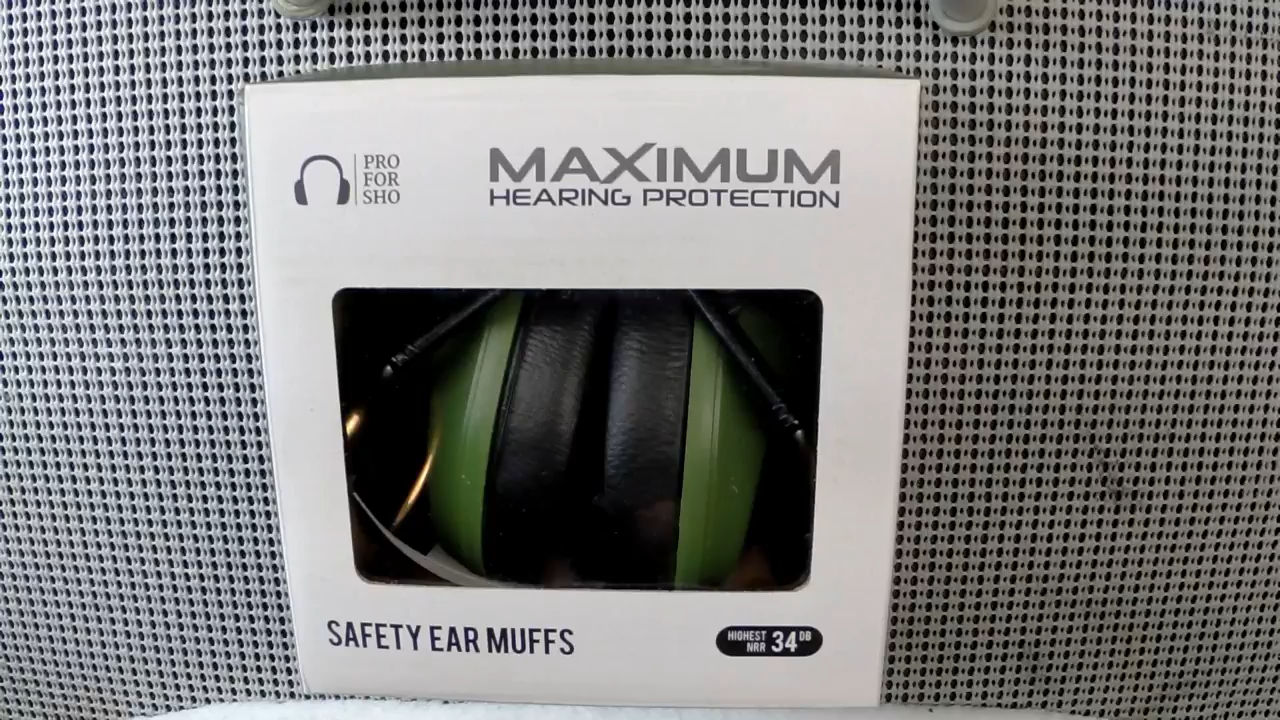 PRO
FOR
SHO
MAXIMUM
HEARING PROTECTION
SAFETY EAR MUFFS
HIGHEST
NRR
34 DB